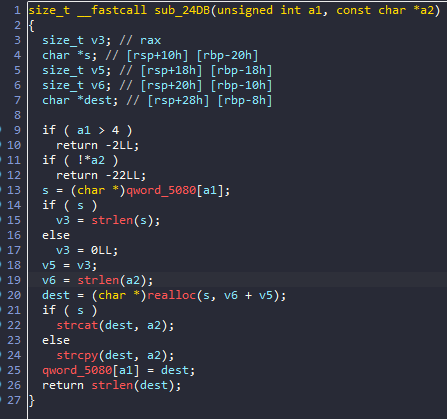 1 size_t __fastcall sub_24DB(unsigned int a1, const char *a2)
2 {
3   size_t v3; // rax
4   char *s; // [rsp+10h] [rbp-20h]
5   size_t v5; // [rsp+18h] [rbp-18h]
6   size_t v6; // [rsp+20h] [rbp-10h]
7   char *dest; // [rsp+28h] [rbp-8h]
8
9   if ( a1 > 4 )
10     return -2LL;
11   if ( !*a2 )
12     return -22LL;
13   s = (char *)qword_5080[a1];
14   if ( s )
15     v3 = strlen(s);
16   else
17     v3 = 0LL;
18   v5 = v3;
19   v6 = strlen(a2);
20   dest = (char *)realloc(s, v6 + v5);
21   if ( s )
22     strcat(dest, a2);
23   else
24     strcpy(dest, a2);
25   qword_5080[a1] = dest;
26   return strlen(dest);
27 }